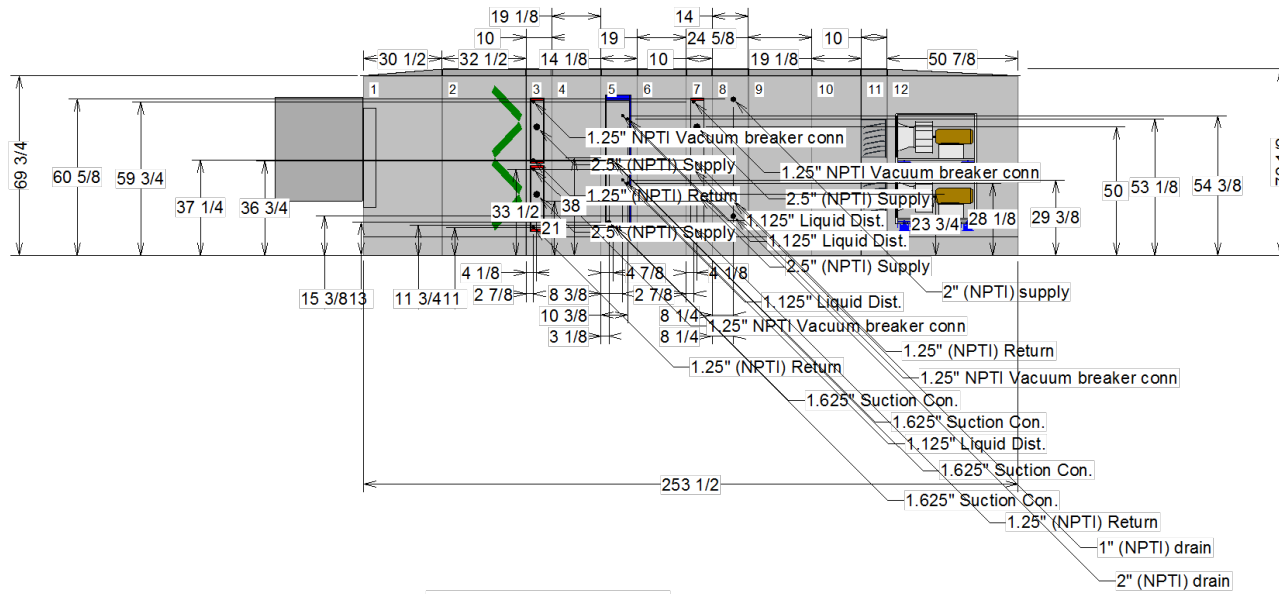 19 1/8
14
10
19
24 5/8
10
30 1/2
32 1/2
14 1/8
10
19 1/8
50 7/8
1
2
3
4
5
6
7
8
9
10
11
12
69 3/4
60 5/8
59 3/4
37 1/4
36 3/4
33 1/2
38
21
50
53 1/8
54 3/8
23 3/4
28 1/8
29 3/8
1.25" NPTI Vacuum breaker conn
2.5" (NPTI) Supply
1.25" NPTI Vacuum breaker conn
1.25" (NPTI) Return
2.5" (NPTI) Supply
1.125" Liquid Dist.
2.5" (NPTI) Supply
1.125" Liquid Dist.
2.5" (NPTI) Supply
4 1/8
4 7/8
4 1/8
15 3/8
13
11 3/4
11
2 7/8
8 3/8
2 7/8
2" (NPTI) supply
1.125" Liquid Dist.
10 3/8
8 1/4
1.25" NPTI Vacuum breaker conn
3 1/8
8 1/4
1.25" (NPTI) Return
1.25" (NPTI) Return
1.25" NPTI Vacuum breaker conn
1.625" Suction Con.
1.625" Suction Con.
1.125" Liquid Dist.
1.625" Suction Con.
253 1/2
1.625" Suction Con.
1.25" (NPTI) Return
1" (NPTI) drain
2" (NPTI) drain